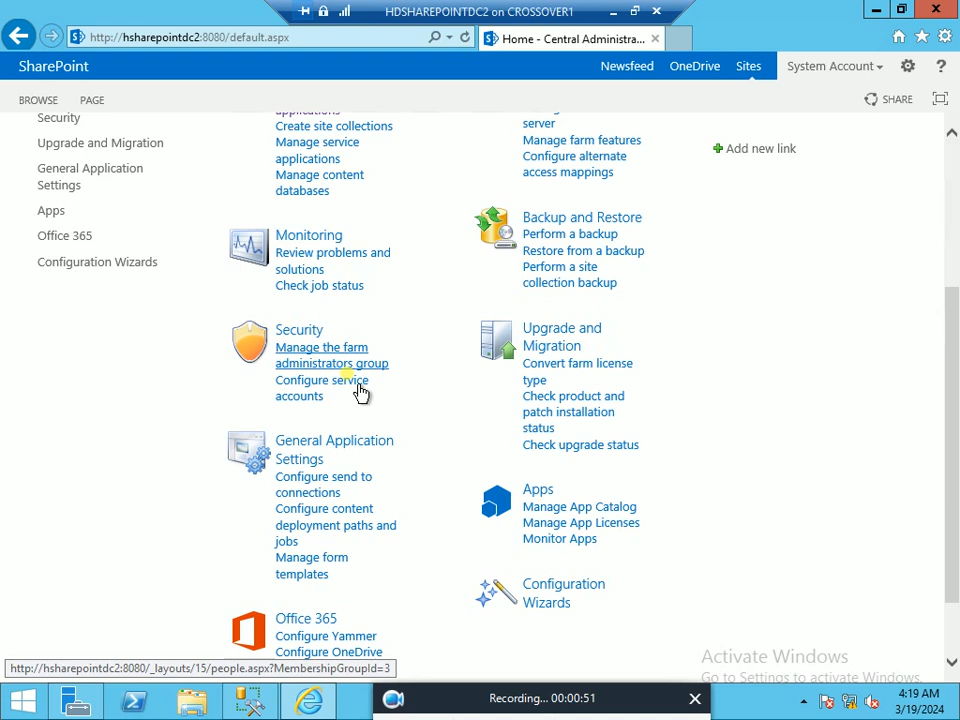 HDSHAREPOINTDC2 on CROSSOVER1
http://hsharepointdc2:8080/default.aspx
Home - Central Administra...
SharePoint
Newsfeed
OneDrive
Sites
System Account
?
BROWSE
PAGE
SHARE
Security
Upgrade and Migration
General Application
Settings
Apps
Office 365
Configuration Wizards
applications
Create site collections
Manage service
applications
Manage content
databases
Monitoring
Review problems and
solutions
Check job status
Security
Manage the farm
administrators group
Configure service
accounts
General Application
Settings
Configure send to
connections
Configure content
deployment paths and
jobs
Manage form
templates
Office 365
Configure Yammer
Configure OneDrive
server
Manage farm features
Configure alternate
access mappings
Backup and Restore
Perform a backup
Restore from a backup
Perform a site
collection backup
Upgrade and
Migration
Convert farm license
type
Check product and
patch installation
status
Check upgrade status
Apps
Manage App Catalog
Manage App Licenses
Monitor Apps
Configuration
Wizards
Add new link
http://hsharepointdc2:8080/_layouts/15/people.aspx?MembershipGroupId=3
Activate Windows
Go to Settings to activate Windows.
Recording... 00:00:51
4:19 AM
3/19/2024